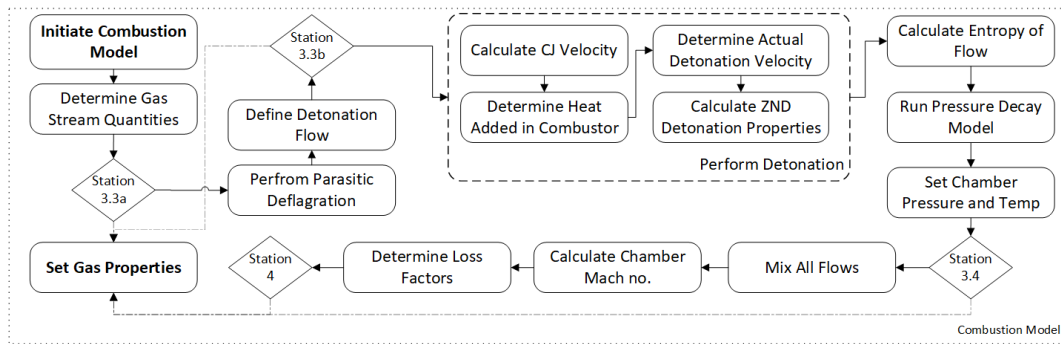 Initiate Combustion
Model
Determine Gas
Stream Quantities
Station
3.3a
Set Gas Properties
Station
3.3b
Define Detonation
Flow
Perfrom Parasitic
Deflagration
Calculate CJ Velocity
Determine Heat
Added in Combustor
Determine Actual
Detonation Velocity
Calculate ZND
Detonation Properties
Perform Detonation
Calculate Entropy of
Flow
Run Pressure Decay
Model
Set Chamber
Pressure and Temp
Station
3.4
Mix All Flows
Calculate Chamber
Mach no.
Determine Loss
Factors
Station
4
Combustion Model